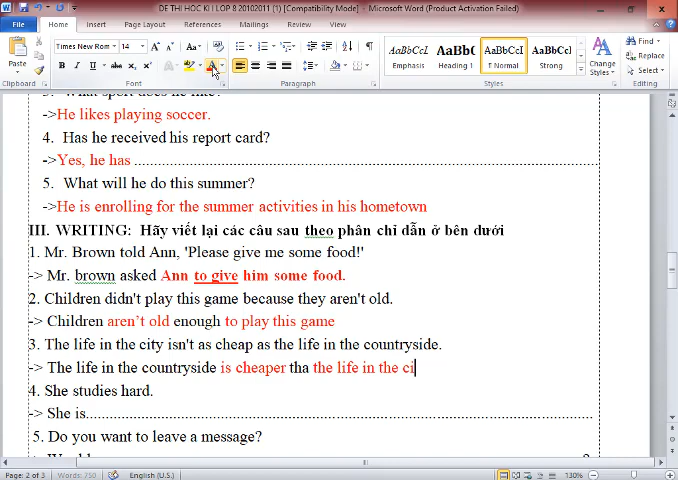 DE THI HOC KI I LOP 8 20102011 [Compatibility Mode] - Microsoft Word (Product Activation Failed)
File Home Insert Page Layout References Mailings Review View
Paste
Times New Rom 14 A A Aa
B I U abc x₂ x² A ab A
AaBbCcL AaBb( AaBbCcI AaBbCc
Emphasis Heading 1 ¶ Normal Strong
Change Styles
Find
Replace
Select
Clipboard Font Paragraph Styles Editing
->He likes playing soccer.
4. Has he received his report card?
->Yes, he has ..........
5. What will he do this summer?
->He is enrolling for the summer activities in his hometown
III. WRITING: Hãy viết lại các câu sau theo phân chỉ dẫn ở bên dưới
1. Mr. Brown told Ann, 'Please give me some food!'
-> Mr. brown asked Ann to give him some food.
2. Children didn't play this game because they aren't old.
-> Children aren't old enough to play this game
3. The life in the city isn't as cheap as the life in the countryside.
-> The life in the countryside is cheaper tha the life in the ci
4. She studies hard.
-> She is..........
5. Do you want to leave a message?
Page: 2 of 3 Words: 750 English (U.S.) 130%